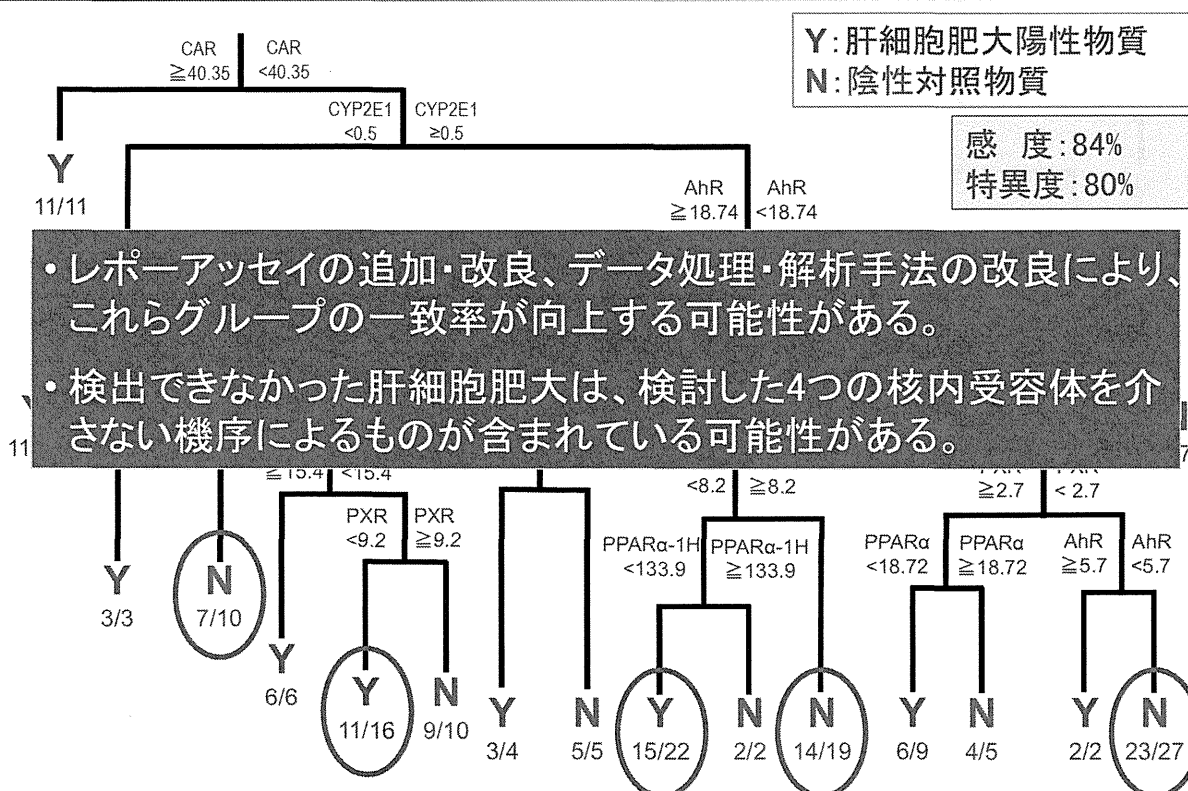 CAR CAR
≧40.35 <40.35
Y:肝細胞肥大陽性物質
N:陰性対照物質
CYP2E1 CYP2E1
<0.5 ≥0.5
感 度:84%
特異度:80%
Y
11/11
AhR AhR
≧18.74 <18.74
• レポーアッセイの追加・改良、データ処理・解析手法の改良により、
これらグループの一致率が向上する可能性がある。
• 検出できなかった肝細胞肥大は、検討した4つの核内受容体を介
さない機序によるものが含まれている可能性がある。
11
7
≧15.4 <15.4
<8.2 ≧8.2
≧2.7 < 2.7
PXR PXR
<9.2 ≧9.2
PPARα-1H PPARα-1H
<133.9 ≧133.9
PPARα PPARα
<18.72 ≧18.72
AhR AhR
≧5.7 <5.7
Y N
3/3 7/10
Y
6/6
Y N
11/16 9/10
Y N
3/4 5/5
Y N N
15/22 2/2 14/19
Y N
6/9 4/5
Y N
2/2 23/27